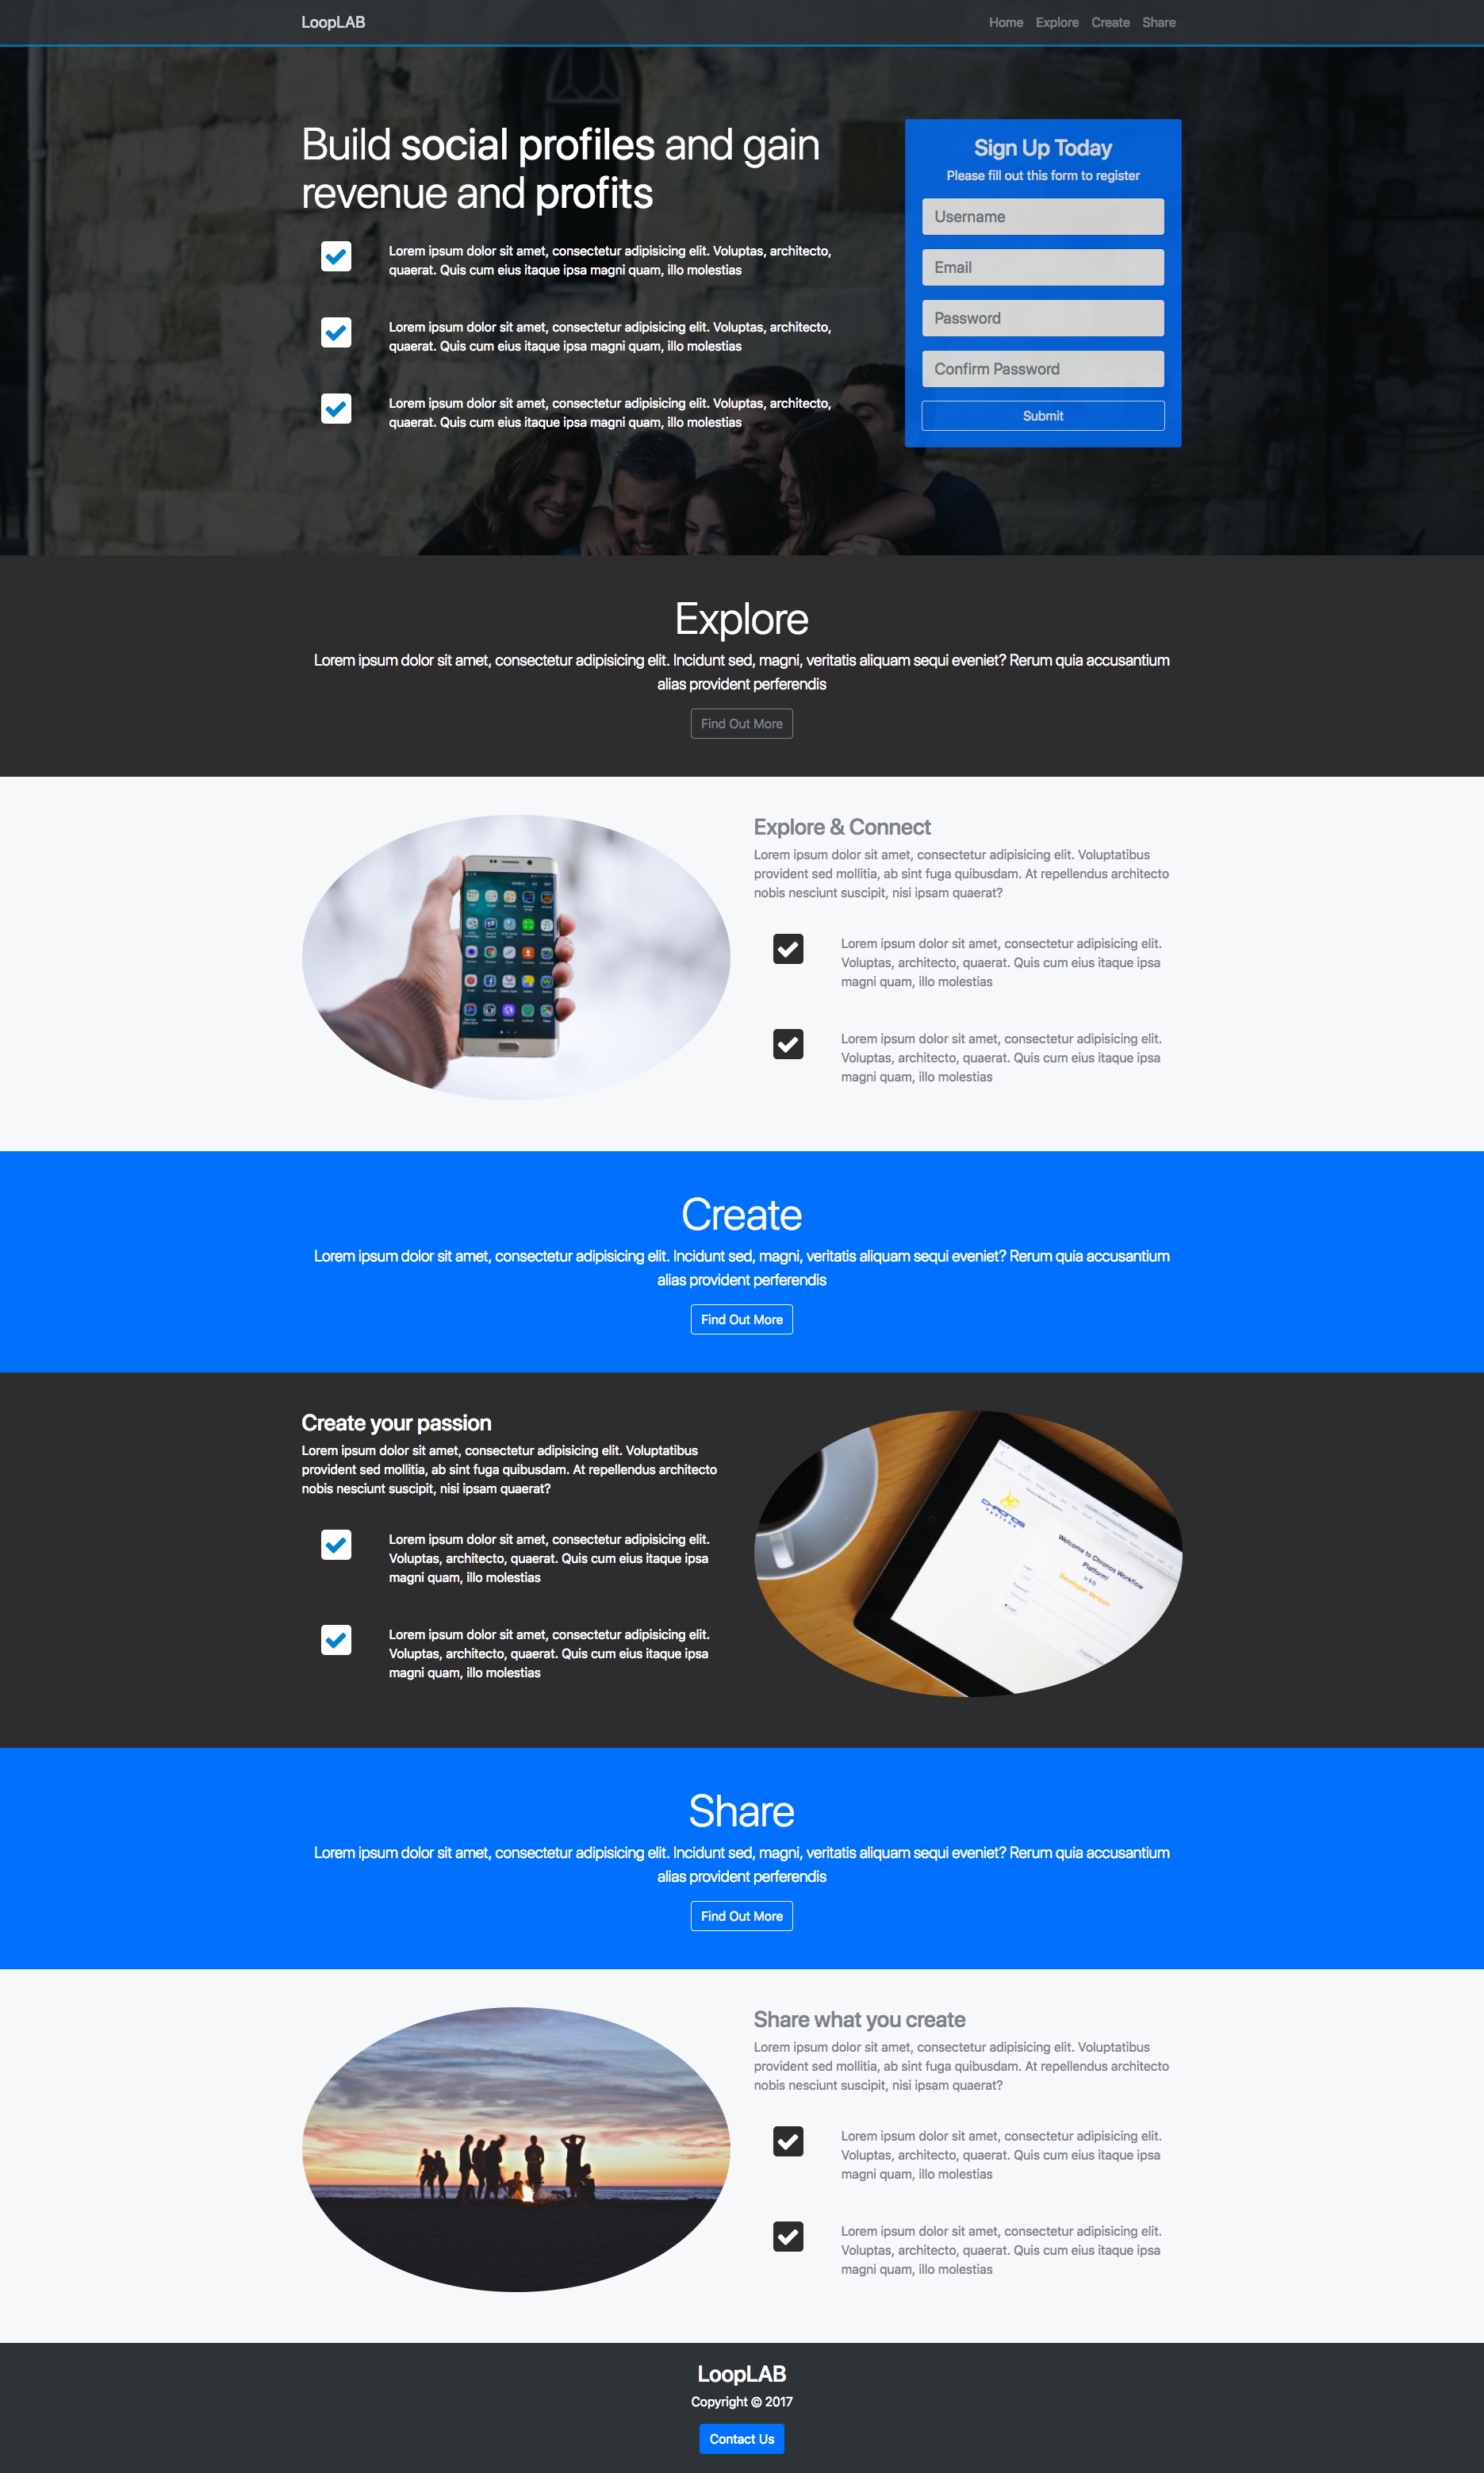 LoopLAB
Home Explore Create Share
Build social profiles and gain
revenue and profits
Lorem ipsum dolor sit amet, consectetur adipisicing elit. Voluptas, architecto,
quaerat. Quis cum eius itaque ipsa magni quam, illo molestias
Lorem ipsum dolor sit amet, consectetur adipisicing elit. Voluptas, architecto,
quaerat. Quis cum eius itaque ipsa magni quam, illo molestias
Lorem ipsum dolor sit amet, consectetur adipisicing elit. Voluptas, architecto,
quaerat. Quis cum eius itaque ipsa magni quam, illo molestias
Sign Up Today
Please fill out this form to register
Username
Email
Password
Confirm Password
Submit
Explore
Lorem ipsum dolor sit amet, consectetur adipisicing elit. Incidunt sed, magni, veritatis aliquam sequi eveniet? Rerum quia accusantium
alias provident perferendis
Find Out More
Explore & Connect
Lorem ipsum dolor sit amet, consectetur adipisicing elit. Voluptatibus
provident sed mollitia, ab sint fuga quibusdam. At repellendus architecto
nobis nesciunt suscipit, nisi ipsam quaerat?
Lorem ipsum dolor sit amet, consectetur adipisicing elit.
Voluptas, architecto, quaerat. Quis cum eius itaque ipsa
magni quam, illo molestias
Lorem ipsum dolor sit amet, consectetur adipisicing elit.
Voluptas, architecto, quaerat. Quis cum eius itaque ipsa
magni quam, illo molestias
Create
Lorem ipsum dolor sit amet, consectetur adipisicing elit. Incidunt sed, magni, veritatis aliquam sequi eveniet? Rerum quia accusantium
alias provident perferendis
Find Out More
Create your passion
Lorem ipsum dolor sit amet, consectetur adipisicing elit. Voluptatibus
provident sed mollitia, ab sint fuga quibusdam. At repellendus architecto
nobis nesciunt suscipit, nisi ipsam quaerat?
Lorem ipsum dolor sit amet, consectetur adipisicing elit.
Voluptas, architecto, quaerat. Quis cum eius itaque ipsa
magni quam, illo molestias
Lorem ipsum dolor sit amet, consectetur adipisicing elit.
Voluptas, architecto, quaerat. Quis cum eius itaque ipsa
magni quam, illo molestias
CHRONOS
Welcome to Chronos Workflow
Platform!
Developer Version
Share
Lorem ipsum dolor sit amet, consectetur adipisicing elit. Incidunt sed, magni, veritatis aliquam sequi eveniet? Rerum quia accusantium
alias provident perferendis
Find Out More
Share what you create
Lorem ipsum dolor sit amet, consectetur adipisicing elit. Voluptatibus
provident sed mollitia, ab sint fuga quibusdam. At repellendus architecto
nobis nesciunt suscipit, nisi ipsam quaerat?
Lorem ipsum dolor sit amet, consectetur adipisicing elit.
Voluptas, architecto, quaerat. Quis cum eius itaque ipsa
magni quam, illo molestias
Lorem ipsum dolor sit amet, consectetur adipisicing elit.
Voluptas, architecto, quaerat. Quis cum eius itaque ipsa
magni quam, illo molestias
LoopLAB
Copyright © 2017
Contact Us